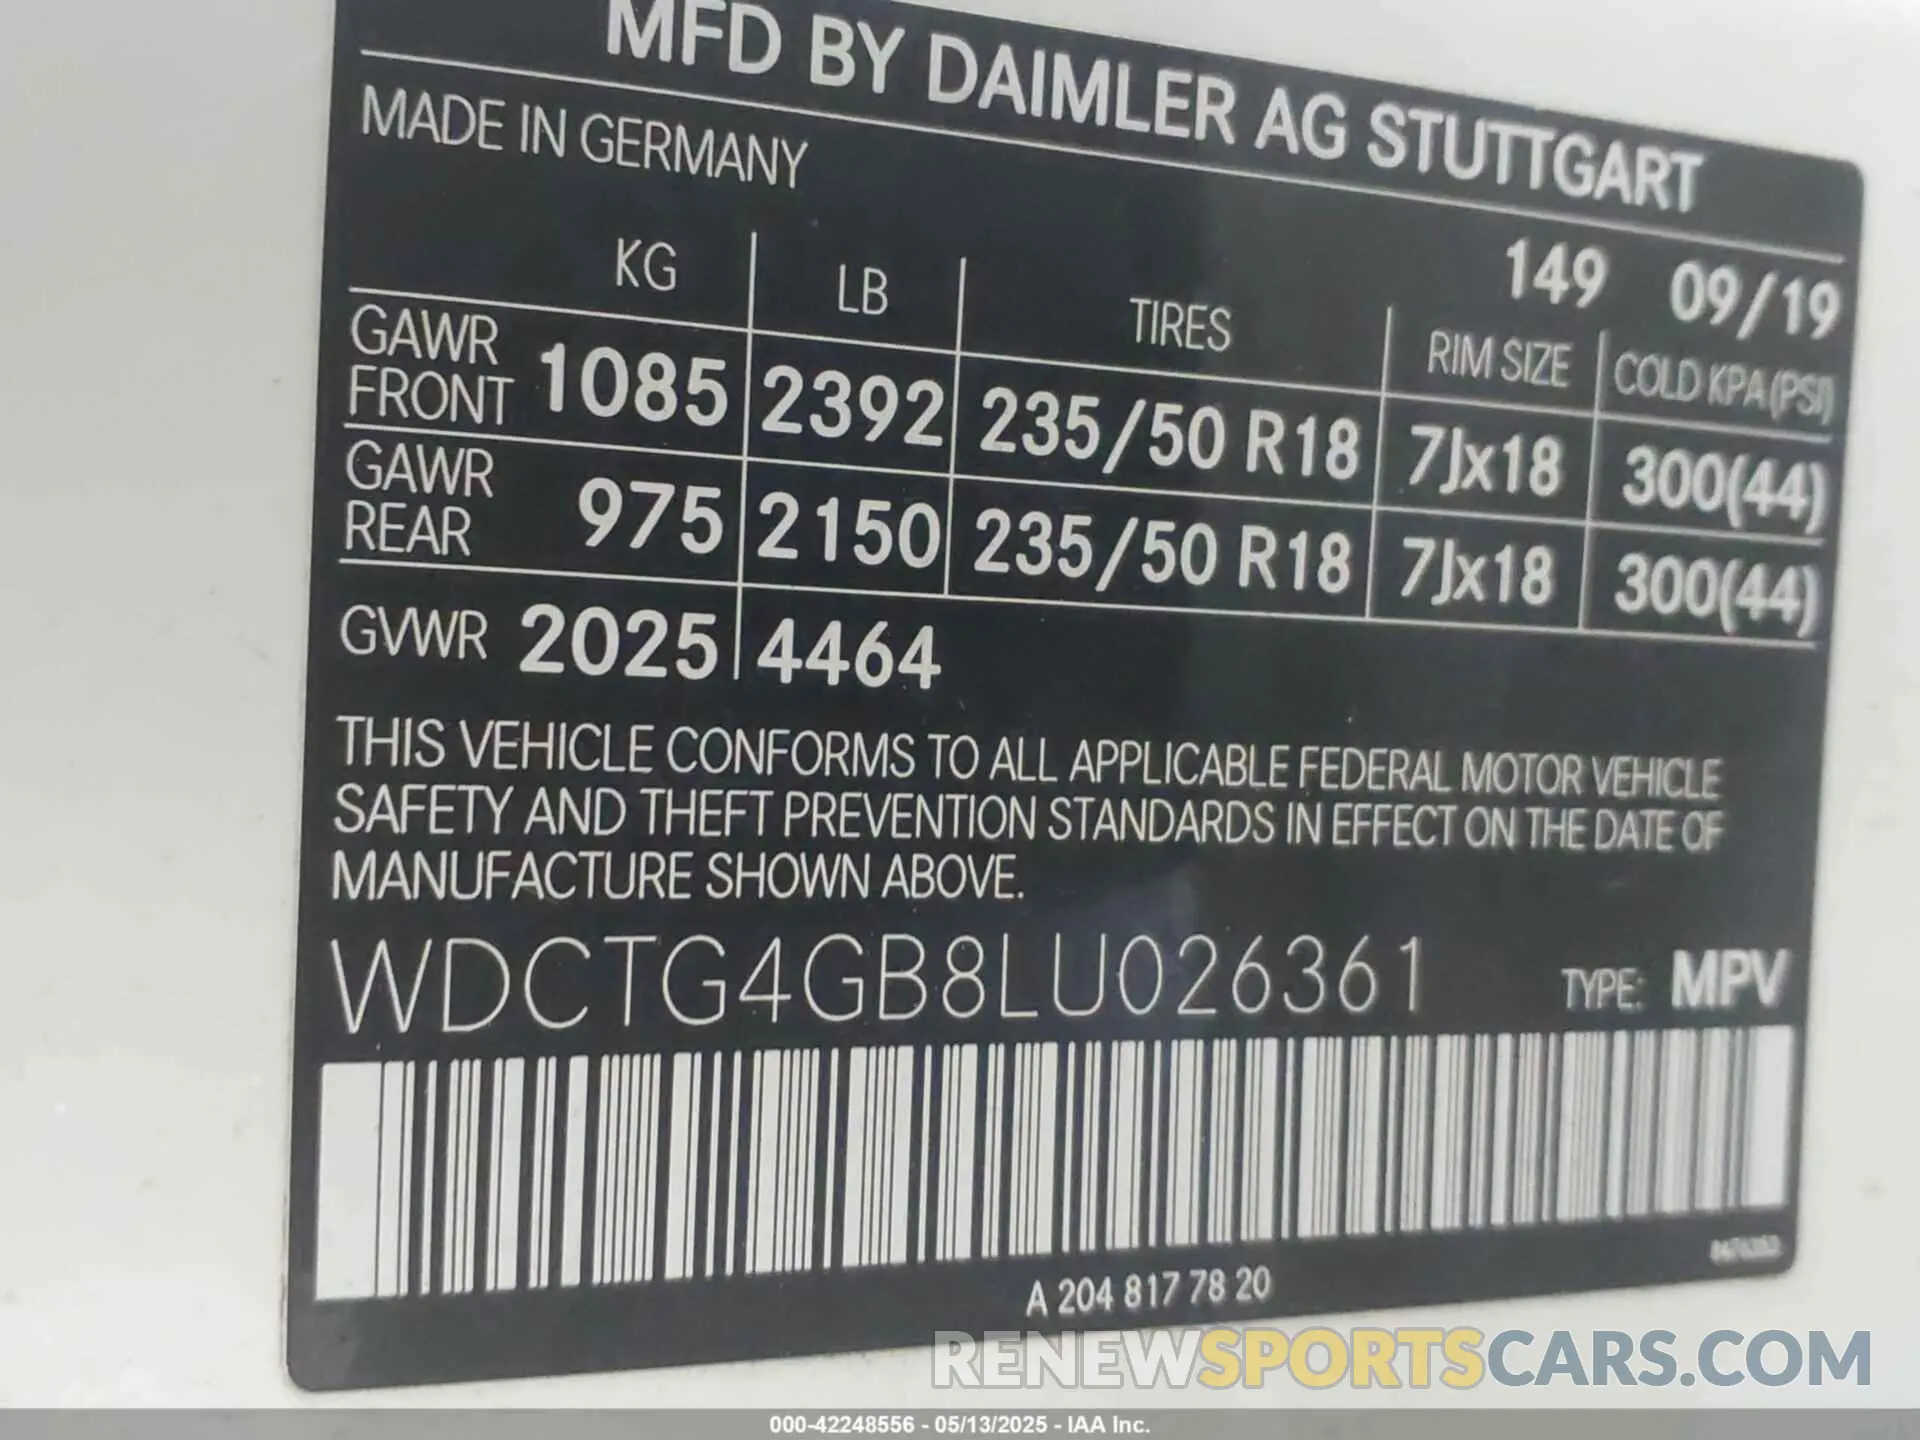 MFD BY DAIMLER AG STUTTGART
MADE IN GERMANY
149 09/19
KG LB TIRES RIM SIZE COLD KPA(PSI)
GAWR FRONT 1085 2392 235/50 R18 7Jx18 300(44)
GAWR REAR 975 2150 235/50 R18 7Jx18 300(44)
GVWR 2025 4464
THIS VEHICLE CONFORMS TO ALL APPLICABLE FEDERAL MOTOR VEHICLE
SAFETY AND THEFT PREVENTION STANDARDS IN EFFECT ON THE DATE OF
MANUFACTURE SHOWN ABOVE.
WDCTG4GB8LU026361 TYPE: MPV
A 204 817 78 20
RENEWSPORTSCARS.COM
000-42248556 - 05/13/2025 - IAA Inc.